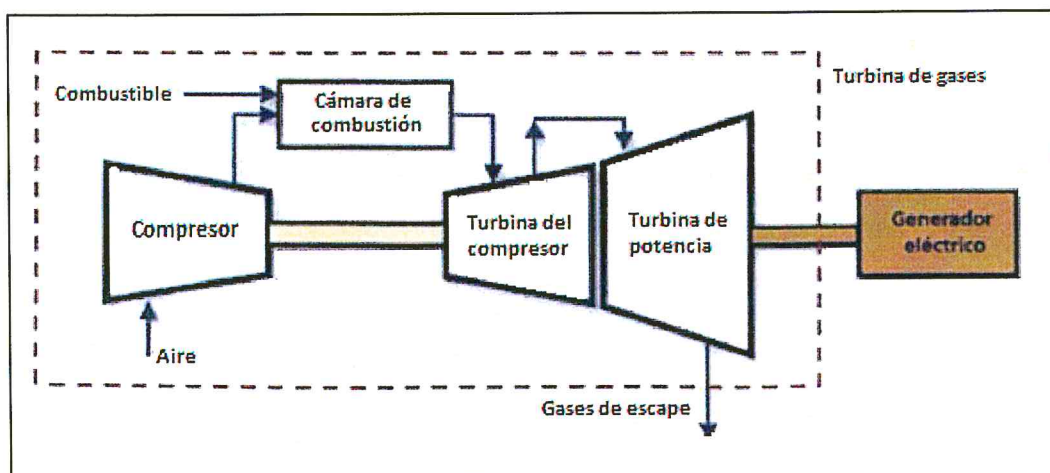 Turbina de gases
Combustible
Cámara de
combustión
Compresor
Turbina del
compresor
Turbina de
potencia
Generador
eléctrico
Aire
Gases de escape